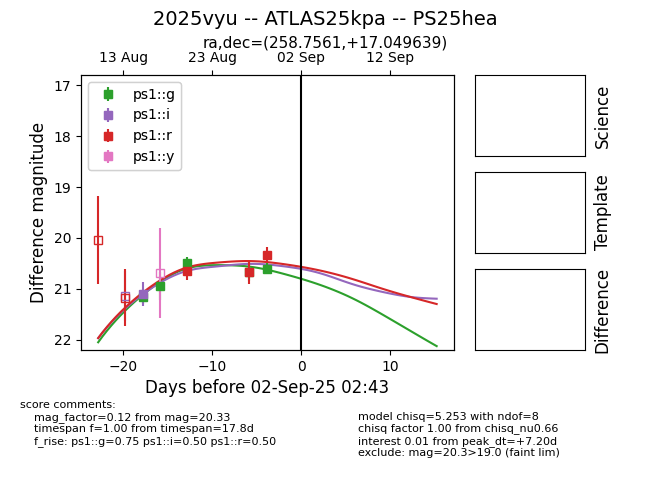 2025vyu -- ATLAS25kpa -- PS25hea
ra,dec=(258.7561,+17.049639)
13 Aug 23 Aug 02 Sep 12 Sep
ps1::g
ps1::i
ps1::r
ps1::y
17
18
19
20
21
22
Difference magnitude
−20 −10 0 10
Days before 02-Sep-25 02:43
Science
Template
Difference
score comments:
mag_factor=0.12 from mag=20.33
timespan f=1.00 from timespan=17.8d
f_rise: ps1::g=0.75 ps1::i=0.50 ps1::r=0.50
model chisq=5.253 with ndof=8
chisq factor 1.00 from chisq_nu0.66
interest 0.01 from peak_dt=+7.20d
exclude: mag=20.3>19.0 (faint lim)